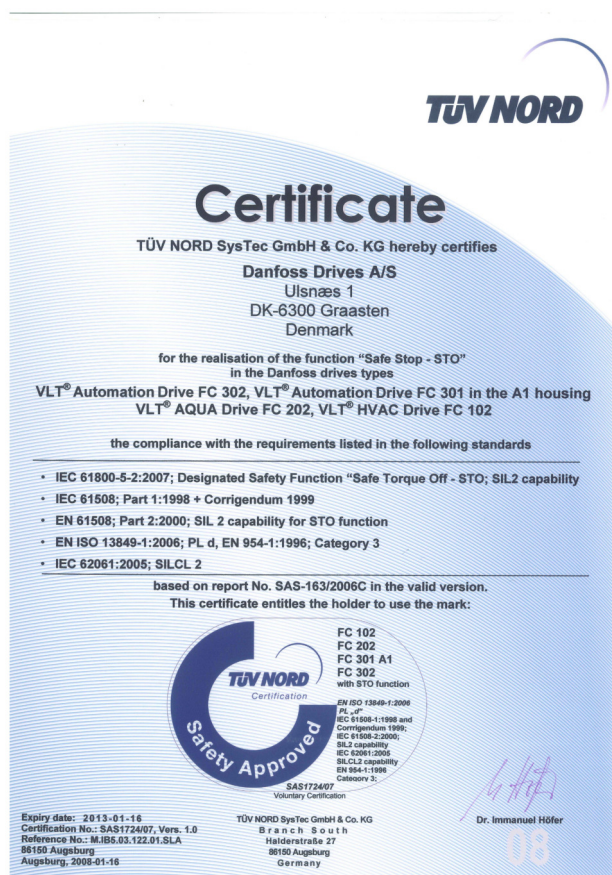 TÜV NORD
Certificate
TÜV NORD SysTec GmbH & Co. KG hereby certifies
Danfoss Drives A/S
Ulsnæs 1
DK-6300 Graasten
Denmark
for the realisation of the function “Safe Stop - STO”
in the Danfoss drives types
VLT® Automation Drive FC 302, VLT® Automation Drive FC 301 in the A1 housing
VLT® AQUA Drive FC 202, VLT® HVAC Drive FC 102
the compliance with the requirements listed in the following standards
• IEC 61800-5-2:2007; Designated Safety Function “Safe Torque Off - STO; SIL2 capability
• IEC 61508; Part 1:1998 + Corrigendum 1999
• EN 61508; Part 2:2000; SIL 2 capability for STO function
• EN ISO 13849-1:2006; PL d, EN 954-1:1996; Category 3
• IEC 62061:2005; SILCL 2
based on report No. SAS-163/2006C in the valid version.
This certificate entitles the holder to use the mark:
TÜV NORD
Certification
Safety Approved
FC 102
FC 202
FC 301 A1
FC 302
with STO function
EN ISO 13849-1:2006
PL „d“
IEC 61508-1:1998 and
Corrrigendum 1999;
IEC 61508-2:2000;
SIL2 capability
IEC 62061:2005
SILCL2 capability
EN 954-1:1996
Category 3;
SAS1724/07
Voluntary Certification
Expiry date: 2013-01-16
Certification No.: SAS1724/07, Vers. 1.0
Reference No.: M.IB5.03.122.01.SLA
86150 Augsburg
Augsburg, 2008-01-16
TÜV NORD SysTec GmbH & Co. KG
Branch South
Halderstraße 27
86150 Augsburg
Germany
Dr. Immanuel Höfer
08